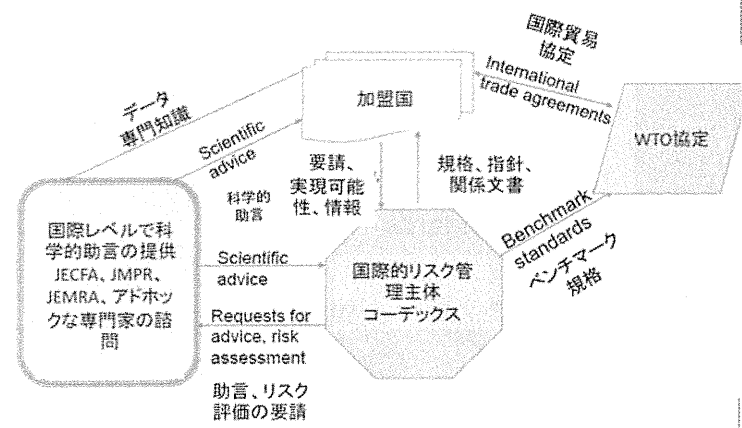 国際貿易
協定
International
trade agreements
加盟国
WTO協定
データ
専門知識
Scientific
advice
科学的
助言
要請、
実現可能
性、情報
規格、指針、
関係文書
Benchmark
standards
ベンチマーク
規格
国際レベルで科
学的助言の提供
JECFA、JMPR、
JEMRA、アドホッ
クな専門家の諮
問
Scientific
advice
国際的リスク管
理主体
コーデックス
Requests for
advice, risk
assessment
助言、リスク
評価の要請